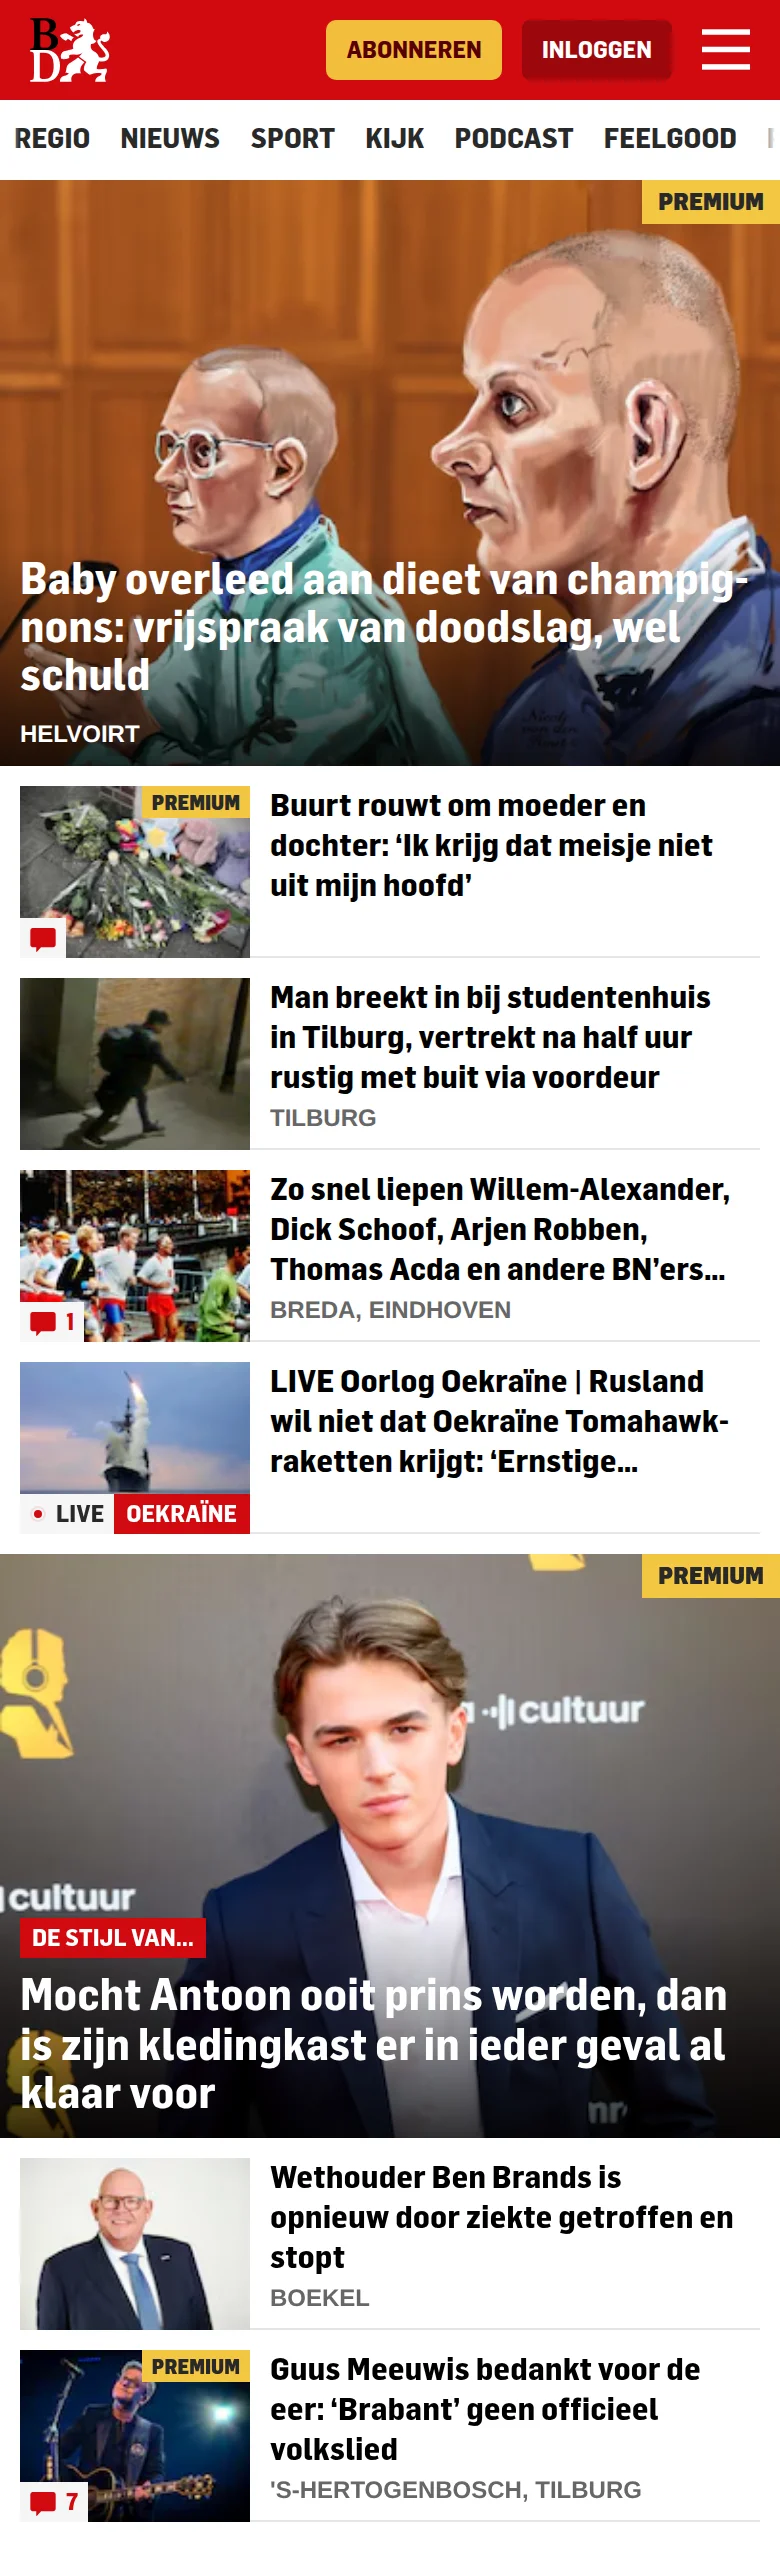 BD
ABONNEREN
INLOGGEN
REGIO NIEUWS SPORT KIJK PODCAST FEELGOOD
PREMIUM
Baby overleed aan dieet van champig-
nons: vrijspraak van doodslag, wel
schuld
HELVOIRT
PREMIUM
Buurt rouwt om moeder en
dochter: ‘Ik krijg dat meisje niet
uit mijn hoofd’
Man breekt in bij studentenhuis
in Tilburg, vertrekt na half uur
rustig met buit via voordeur
TILBURG
1
Zo snel liepen Willem-Alexander,
Dick Schoof, Arjen Robben,
Thomas Acda en andere BN’ers...
BREDA, EINDHOVEN
LIVE OEKRAÏNE
LIVE Oorlog Oekraïne | Rusland
wil niet dat Oekraïne Tomahawk-
raketten krijgt: ‘Ernstige...
PREMIUM
cultuur
cultuur
DE STIJL VAN...
Mocht Antoon ooit prins worden, dan
is zijn kledingkast er in ieder geval al
klaar voor
Wethouder Ben Brands is
opnieuw door ziekte getroffen en
stopt
BOEKEL
PREMIUM
7
Guus Meeuwis bedankt voor de
eer: ‘Brabant’ geen officieel
volkslied
'S-HERTOGENBOSCH, TILBURG